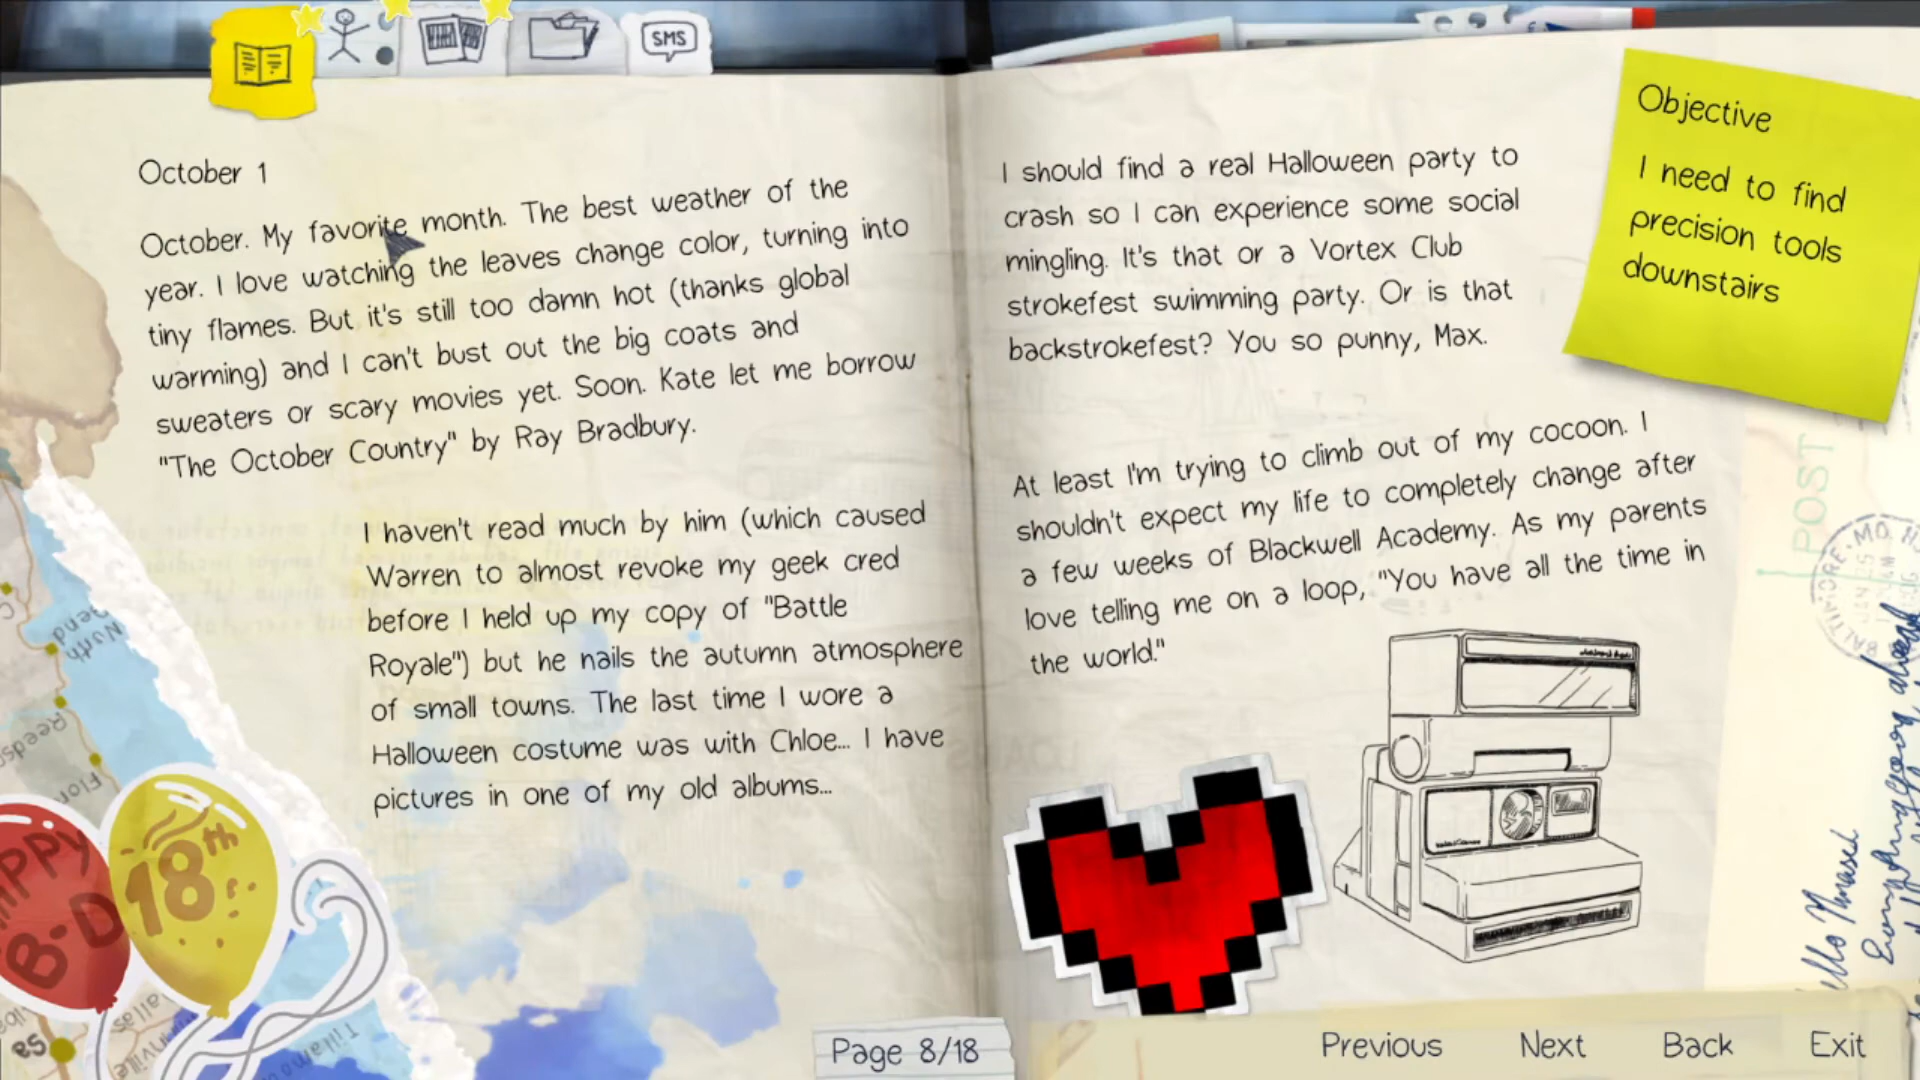 SMS
October 1
October. My favorite month. The best weather of the
year. I love watching the leaves change color, turning into
tiny flames. But it's still too damn hot (thanks global
warming) and I can't bust out the big coats and
sweaters or scary movies yet. Soon. Kate let me borrow
"The October Country" by Ray Bradbury.
I haven't read much by him (which caused
Warren to almost revoke my geek cred
before I held up my copy of "Battle
Royale") but he nails the autumn atmosphere
of small towns. The last time I wore a
Halloween costume was with Chloe... I have
pictures in one of my old albums...
I should find a real Halloween party to
crash so I can experience some social
mingling. It's that or a Vortex Club
strokefest swimming party. Or is that
backstrokefest? You so punny, Max.
At least I'm trying to climb out of my cocoon. I
shouldn't expect my life to completely change after
a few weeks of Blackwell Academy. As my parents
love telling me on a loop, "You have all the time in
the world."
Objective
I need to find
precision tools
downstairs
POST
North
Bend
B-D
18th
Page 8/18
Previous
Next
Back
Exit